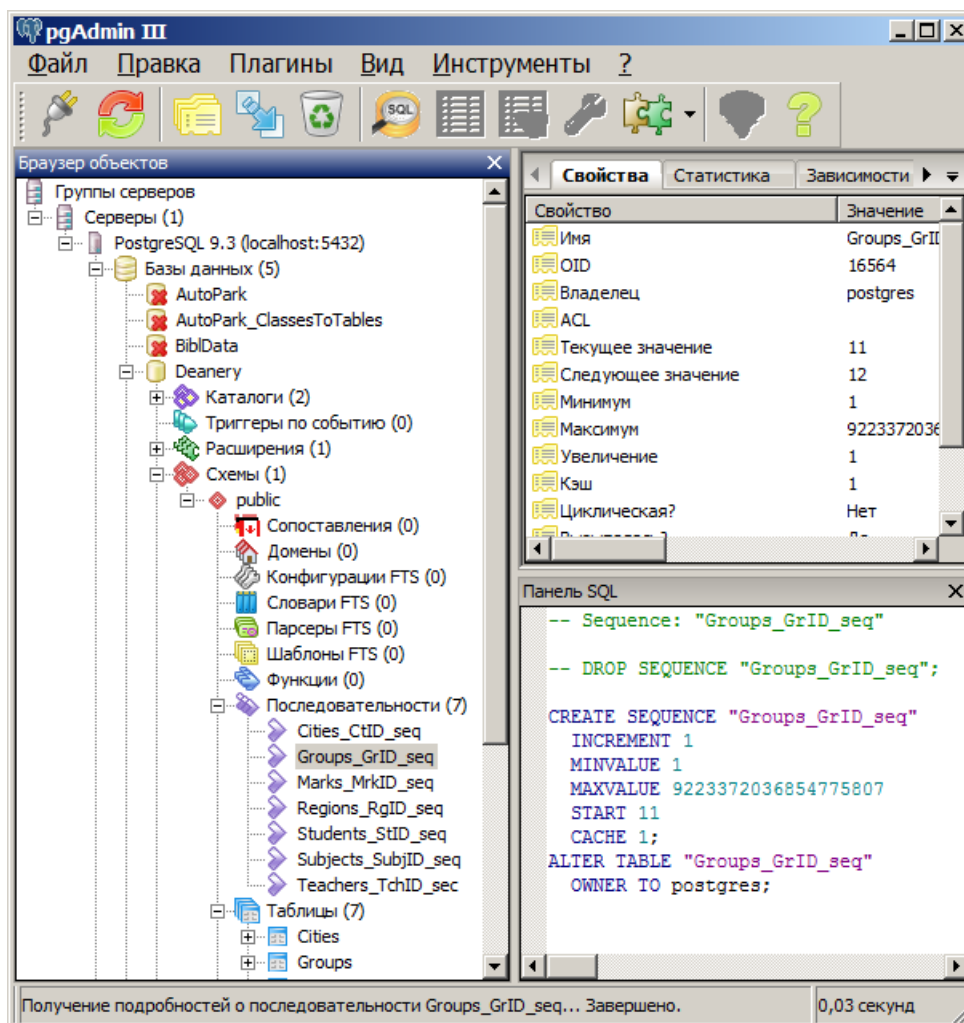 pgAdmin III
Файл Правка Плагины Вид Инструменты ?
SQL
Браузер объектов
Группы серверов
Серверы (1)
PostgreSQL 9.3 (localhost:5432)
Базы данных (5)
AutoPark
AutoPark_ClassesToTables
BiblData
Deanery
Каталоги (2)
Триггеры по событию (0)
Расширения (1)
Схемы (1)
public
Сопоставления (0)
Домены (0)
Конфигурации FTS (0)
Словари FTS (0)
Парсеры FTS (0)
Шаблоны FTS (0)
Функции (0)
Последовательности (7)
Cities_CtID_seq
Groups_GrID_seq
Marks_MrkID_seq
Regions_RgID_seq
Students_StID_seq
Subjects_SubjID_seq
Teachers_TchID_sec
Таблицы (7)
Cities
Groups
Свойства Статистика Зависимости
Свойство Значение
Имя Groups_GrID
OID 16564
Владелец postgres
ACL
Текущее значение 11
Следующее значение 12
Минимум 1
Максимум 9223372036
Увеличение 1
Кэш 1
Циклическая? Нет
Панель SQL
-- Sequence: "Groups_GrID_seq"
-- DROP SEQUENCE "Groups_GrID_seq";
CREATE SEQUENCE "Groups_GrID_seq"
INCREMENT 1
MINVALUE 1
MAXVALUE 9223372036854775807
START 11
CACHE 1;
ALTER TABLE "Groups_GrID_seq"
OWNER TO postgres;
Получение подробностей о последовательности Groups_GrID_seq... Завершено. 0,03 секунд